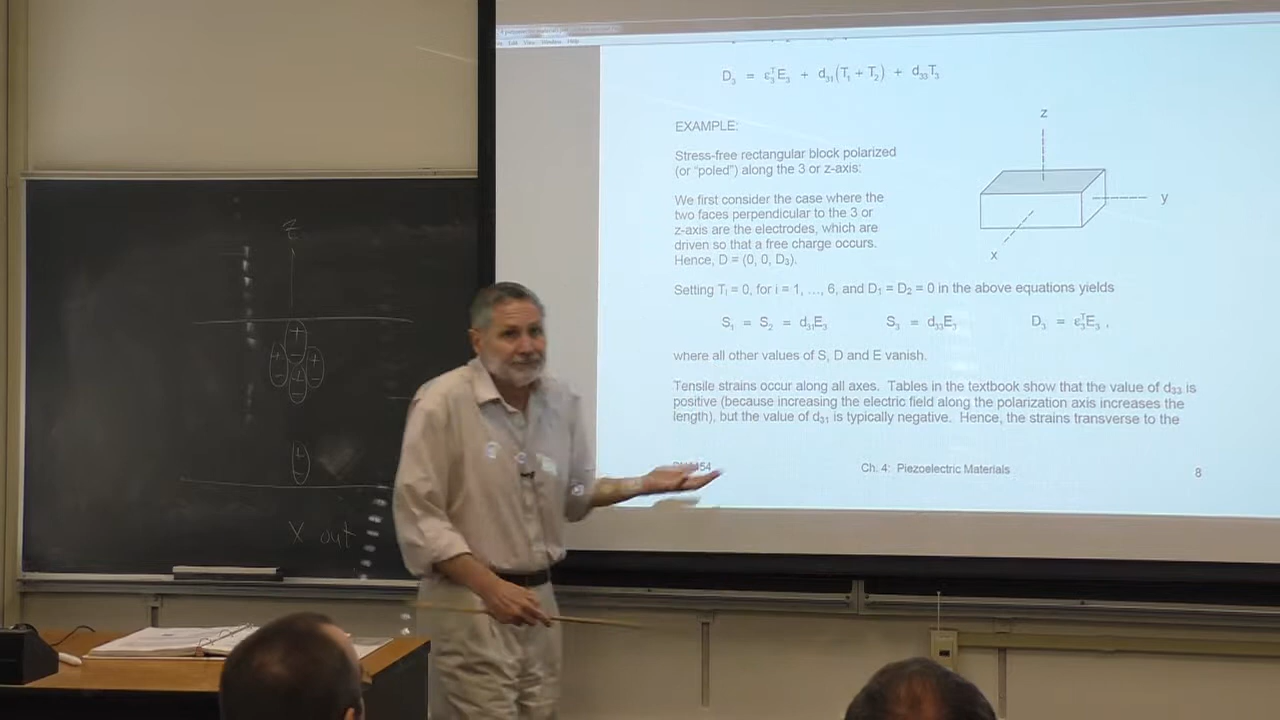 Edit View Window Help
D₃ = ε₃ᵀE₃ + d₃₁(T₁ + T₂) + d₃₃T₃
EXAMPLE:
Stress-free rectangular block polarized
(or "poled") along the 3 or z-axis:
We first consider the case where the
two faces perpendicular to the 3 or
z-axis are the electrodes, which are
driven so that a free charge occurs.
Hence, D = (0, 0, D₃).
z
y
x
Setting Tᵢ = 0, for i = 1, …, 6, and D₁ = D₂ = 0 in the above equations yields
S₁ = S₂ = d₃₁E₃ S₃ = d₃₃E₃ D₃ = ε₃ᵀE₃ ,
where all other values of S, D and E vanish.
Tensile strains occur along all axes. Tables in the textbook show that the value of d₃₃ is
positive (because increasing the electric field along the polarization axis increases the
length), but the value of d₃₁ is typically negative. Hence, the strains transverse to the
454 Ch. 4: Piezoelectric Materials 8
z
+
-
+ +
- -
+
-
+
-
X out